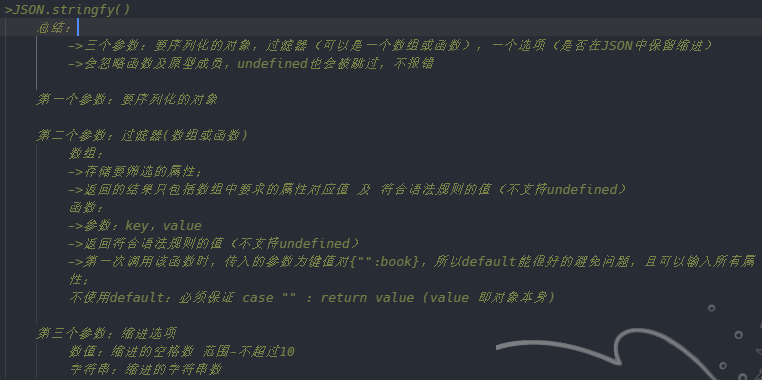 >JSON.stringfy()
总结:
->三个参数: 要序列化的对象, 过滤器 (可以是一个数组或函数), 一个选项 (是否在JSON中保留缩进)
->会忽略函数及原型成员, undefined也会被跳过, 不报错
第一个参数: 要序列化的对象
第二个参数: 过滤器(数组或函数)
数组:
->存储要筛选的属性;
->返回的结果只包括数组中要求的属性对应值 及 符合语法规则的值 (不支持undefined)
函数:
->参数: key, value
->返回符合语法规则的值 (不支持undefined)
->第一次调用该函数时, 传入的参数为键值对{"":book}, 所以default能很好的避免问题, 且可以输入所有属
性;
不使用default; 必须保证 case "" : return value (value 即对象本身)
第三个参数: 缩进选项
数值: 缩进的空格数 范围-不超过10
字符串: 缩进的字符串数